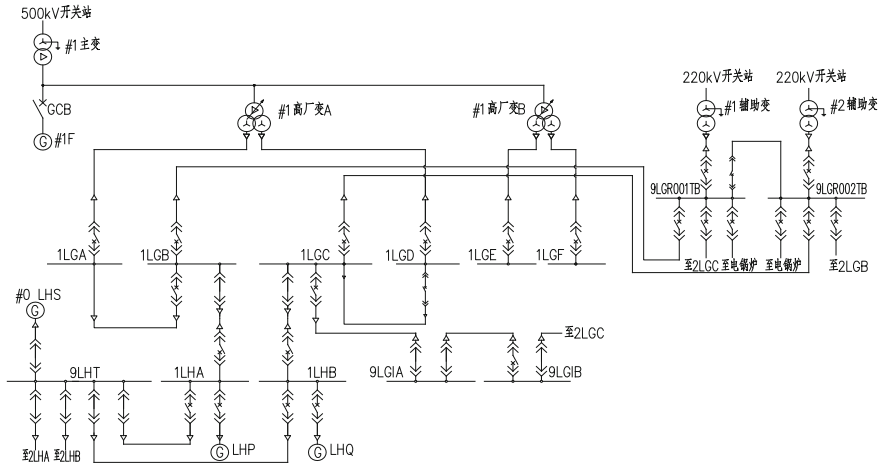 500kV开关站
#1主变
GCB
G
#1F
#1高厂变A
#1高厂变B
220kV开关站
220kV开关站
#1辅助变
#2辅助变
9LGR001TB
9LGR002TB
1LGA
1LGB
1LGC
1LGD
1LGE
1LGF
至2LGC
至电锅炉
至电锅炉
至2LGB
#0 LHS
G
至2LGC
9LHT
1LHA
1LHB
9LGIA
9LGIB
至2LHA
至2LHB
G
LHP
G
LHQ